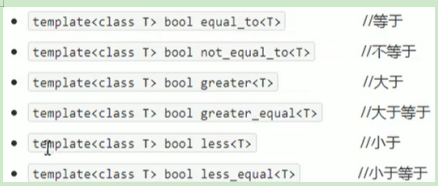 template<class T> bool equal_to<T> //等于
template<class T> bool not_equal_to<T> //不等于
template<class T> bool greater<T> //大于
template<class T> bool greater_equal<T> //大于等于
template<class T> bool less<T> //小于
template<class T> bool less_equal<T> //小于等于